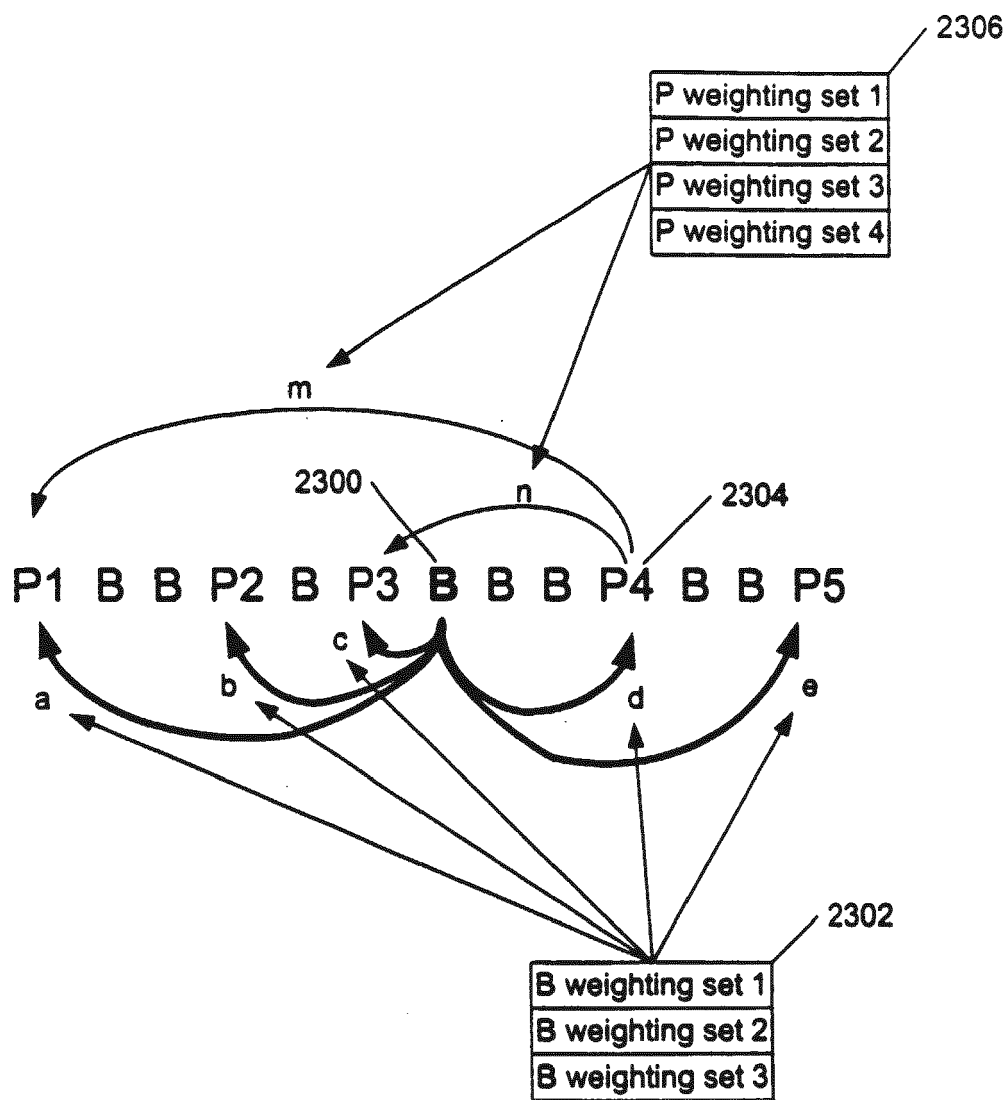 2306
P weighting set 1
P weighting set 2
P weighting set 3
P weighting set 4
m
2300
n
2304
P1 B B P2 B P3 B B B P4 B B P5
c
a
b
d
e
2302
B weighting set 1
B weighting set 2
B weighting set 3